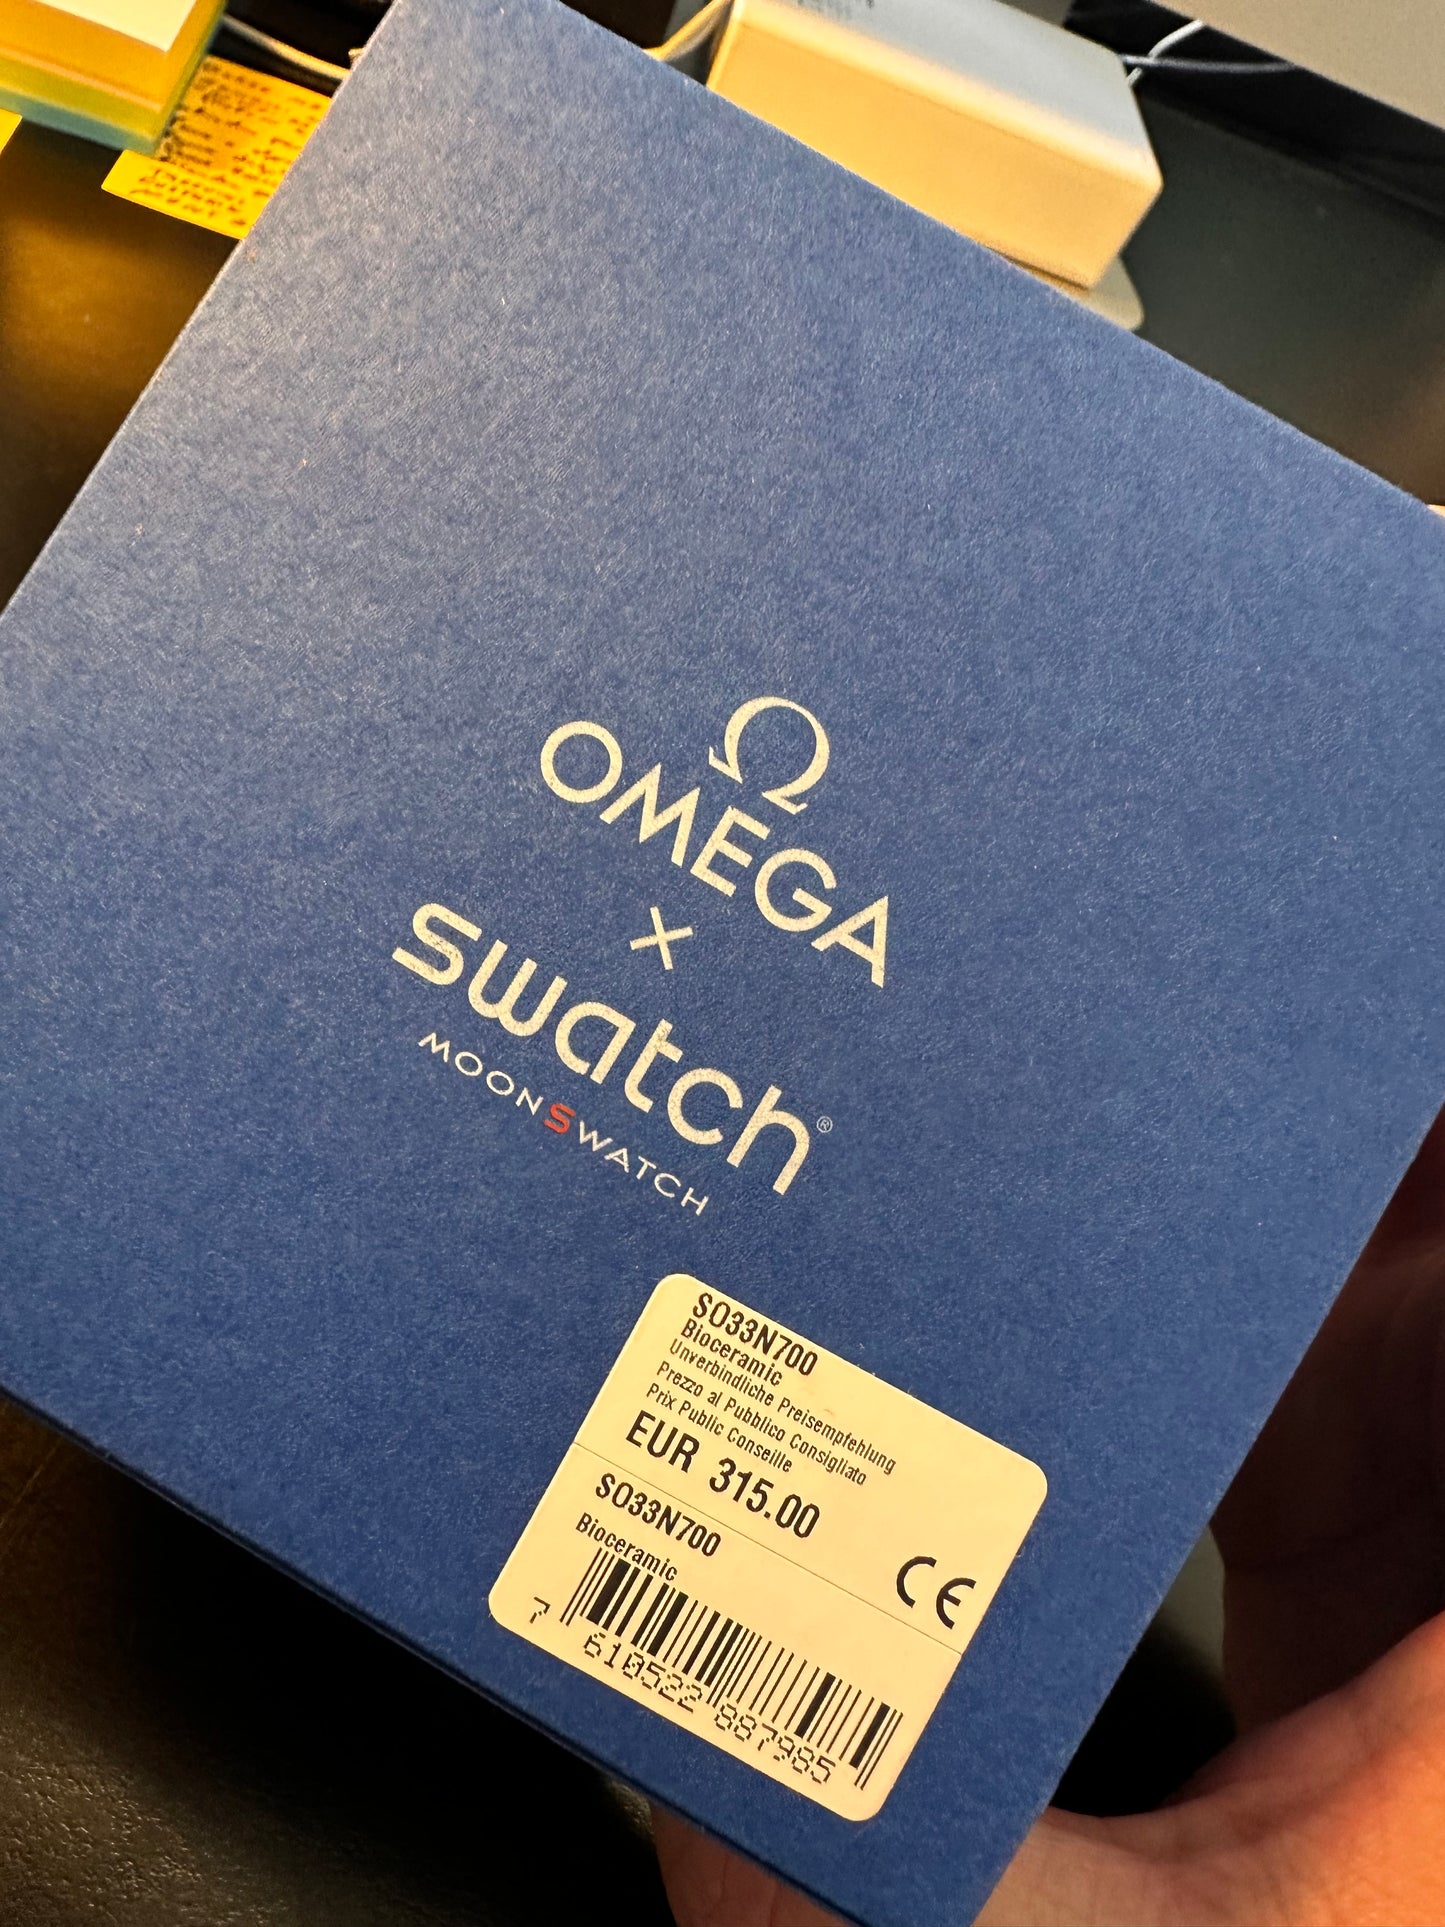 Ω
OMEGA
×
swatch®
MOONSWATCH
SO33N700
Bioceramic
Unverbindliche Preisempfehlung
Prezzo al Pubblico Consigliato
Prix Public Conseille
EUR 315.00
SO33N700
Bioceramic
CE
7 610522 887985